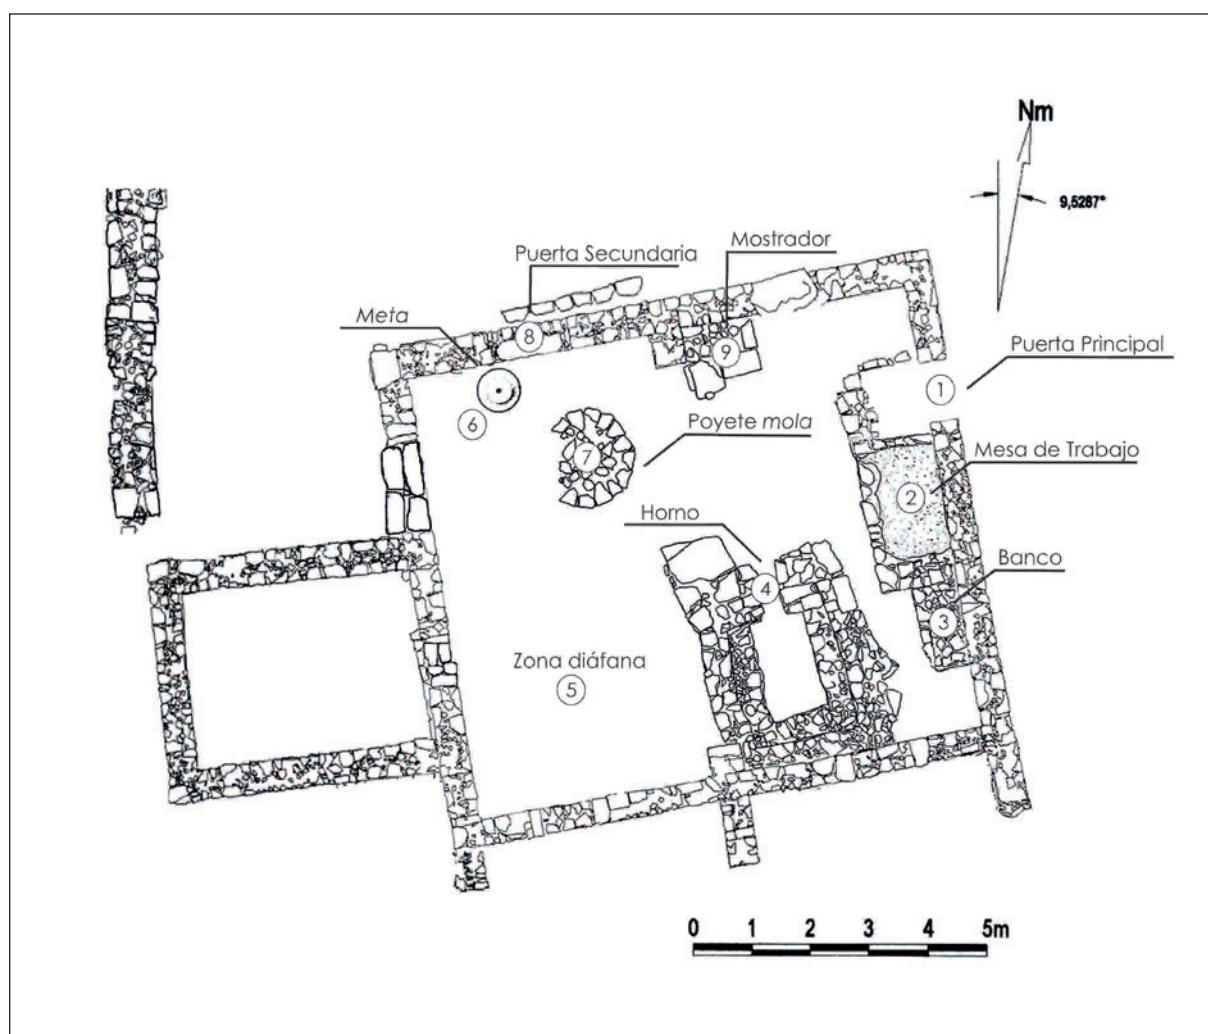 Nm
9,5287°
Mostrador
Puerta Secundaria
Meta
8
9
Puerta Principal
1
6
Poyete mola
7
Mesa de Trabajo
2
Horno
4
Banco
3
Zona diáfana
5
0 1 2 3 4 5m